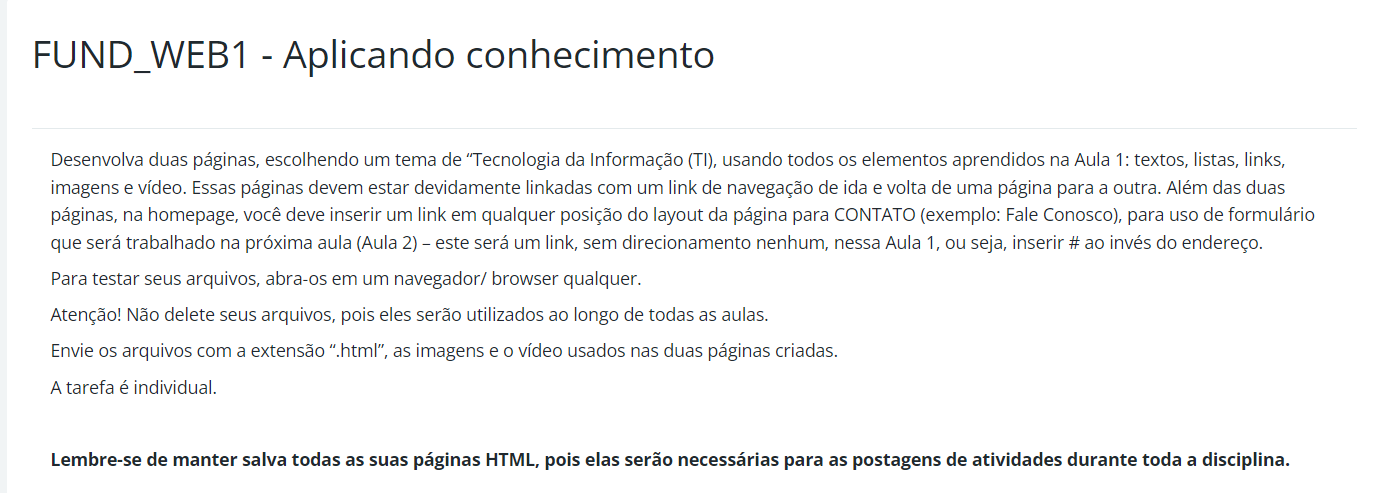 FUND_WEB1 - Aplicando conhecimento
Desenvolva duas páginas, escolhendo um tema de “Tecnologia da Informação (TI), usando todos os elementos aprendidos na Aula 1: textos, listas, links,
imagens e vídeo. Essas páginas devem estar devidamente linkadas com um link de navegação de ida e volta de uma página para a outra. Além das duas
páginas, na homepage, você deve inserir um link em qualquer posição do layout da página para CONTATO (exemplo: Fale Conosco), para uso de formulário
que será trabalhado na próxima aula (Aula 2) – este será um link, sem direcionamento nenhum, nessa Aula 1, ou seja, inserir # ao invés do endereço.
Para testar seus arquivos, abra-os em um navegador/ browser qualquer.
Atenção! Não delete seus arquivos, pois eles serão utilizados ao longo de todas as aulas.
Envie os arquivos com a extensão “.html”, as imagens e o vídeo usados nas duas páginas criadas.
A tarefa é individual.
Lembre-se de manter salva todas as suas páginas HTML, pois elas serão necessárias para as postagens de atividades durante toda a disciplina.